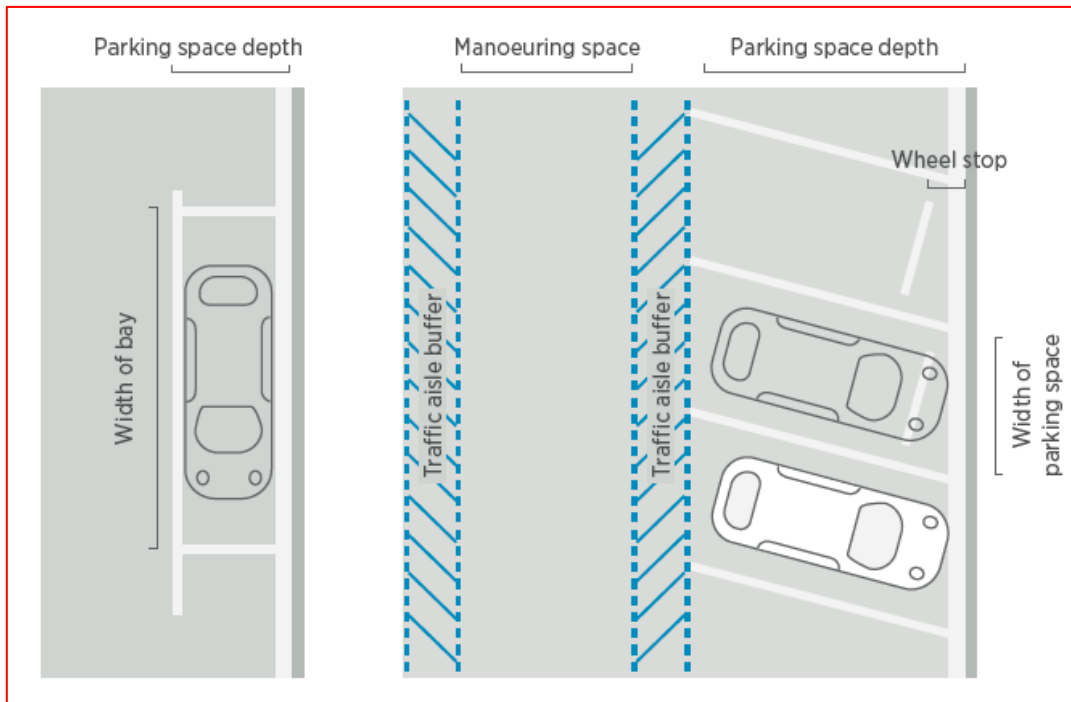 Parking space depth
Manoeuring space
Parking space depth
Wheel stop
Width of bay
Traffic aisle buffer
Traffic aisle buffer
Width of
parking space